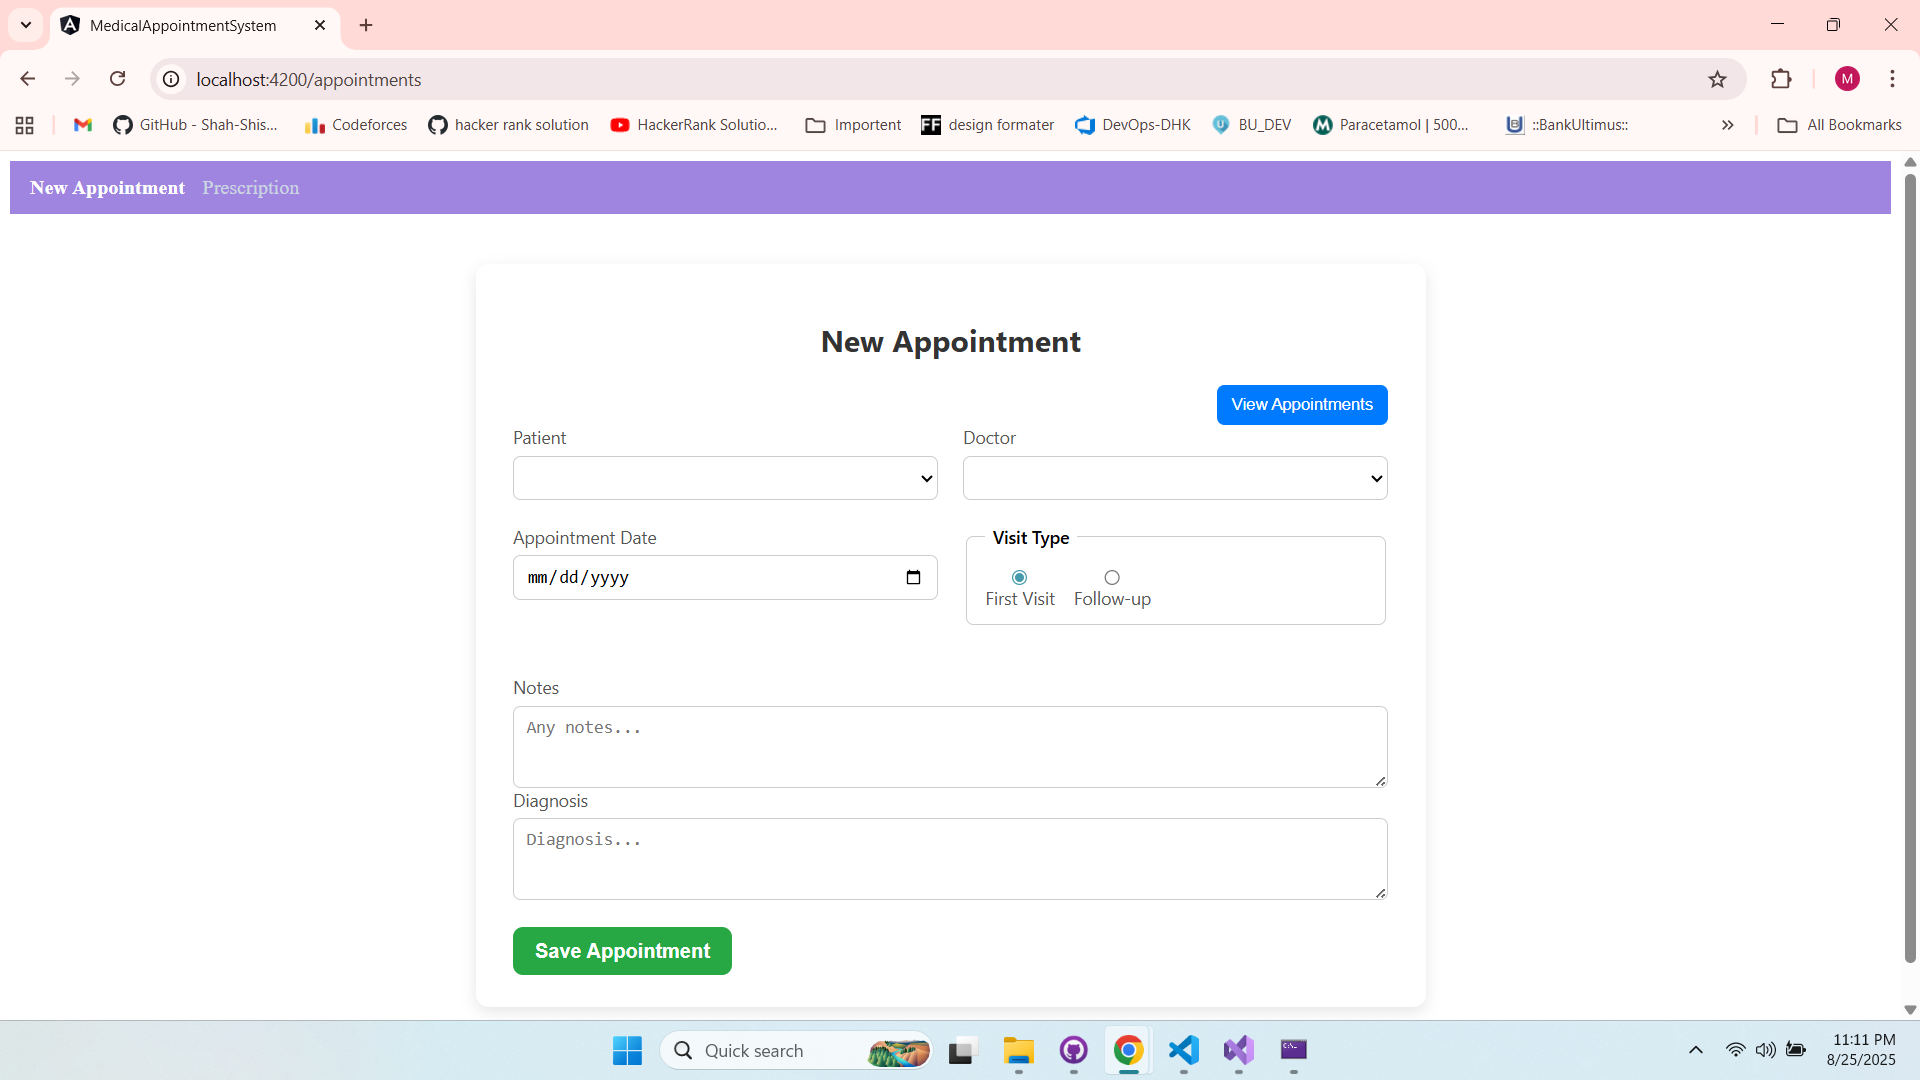 MedicalAppointmentSystem
localhost:4200/appointments
M
GitHub - Shah-Shis...
Codeforces
hacker rank solution
HackerRank Solutio...
Importent
FF design formater
DevOps-DHK
BU_DEV
Paracetamol | 500...
::BankUltimus::
All Bookmarks
New Appointment Prescription
New Appointment
View Appointments
Patient Doctor
Appointment Date Visit Type
mm/dd/yyyy
First Visit Follow-up
Notes
Any notes...
Diagnosis
Diagnosis...
Save Appointment
Quick search
11:11 PM
8/25/2025